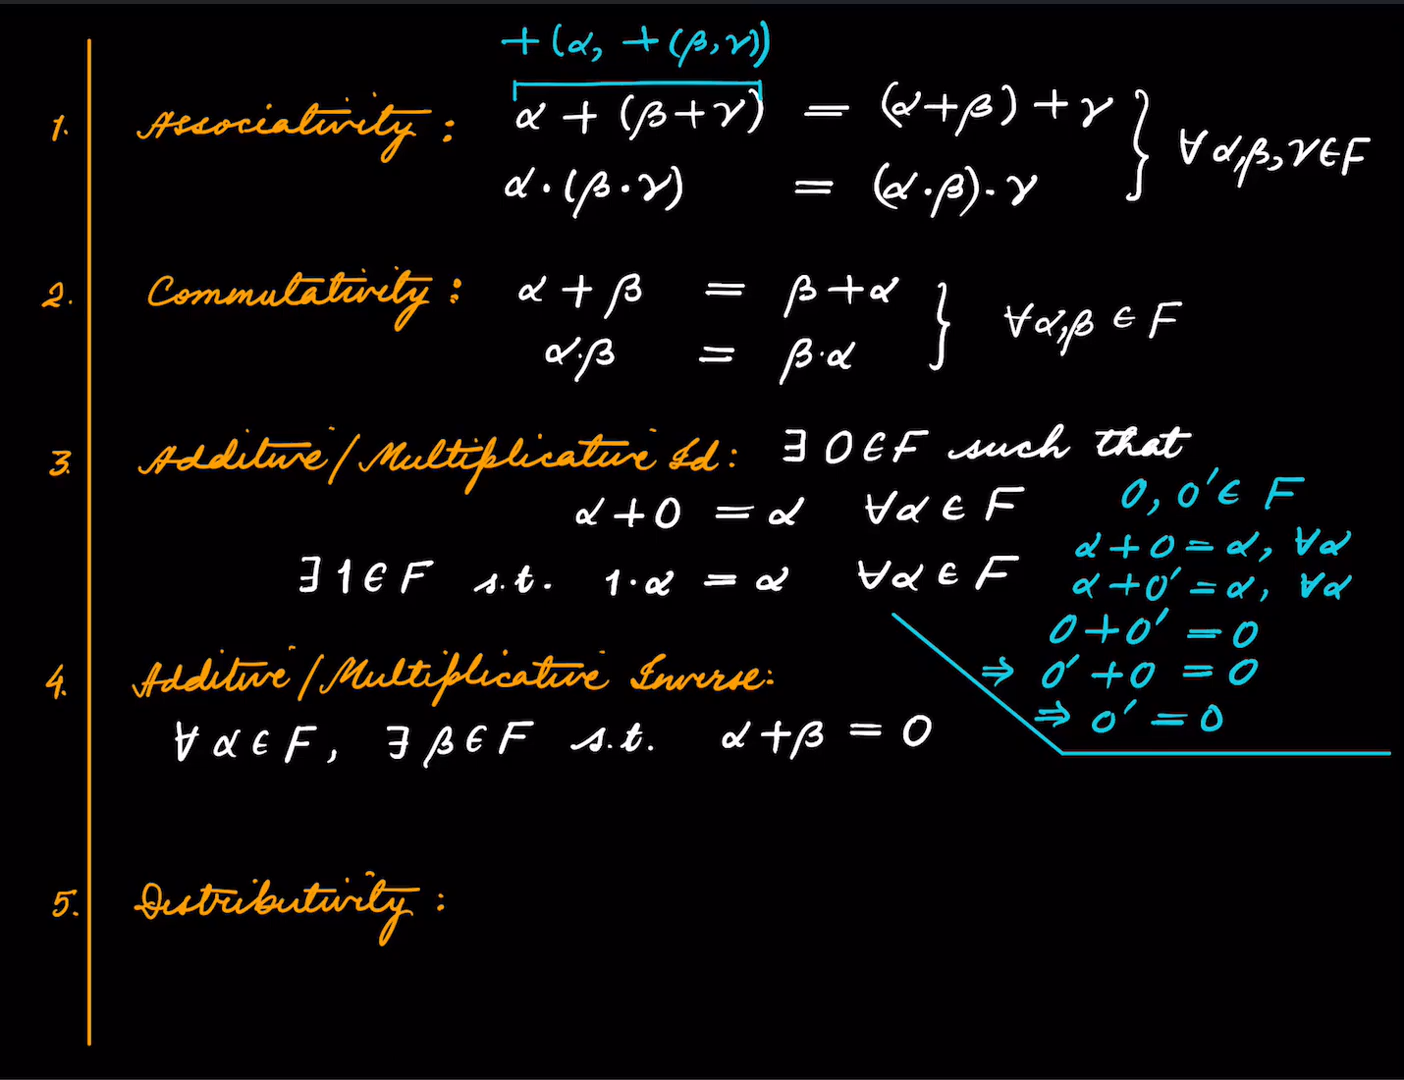 +(α, +(β,γ))
1. Associativity: α + (β+γ) = (α+β) + γ } ∀ α,β,γ∈F
α·(β·γ) = (α·β)·γ
2. Commutativity: α + β = β+α } ∀α,β ∈ F
α·β = β·α
3. Additive/Multiplicative Id: ∃ 0∈F such that
α+0 = α ∀α∈F 0, 0'∈ F
α+0=α, ∀α
∃ 1∈F s.t. 1·α = α ∀α∈F α+0'=α, ∀α
0+0' =0
4. Additive/Multiplicative Inverse: ⇒ 0' +0 =0
∀ α∈F, ∃ β∈F s.t. α+β = 0 ⇒ 0' =0
5. Distributivity: